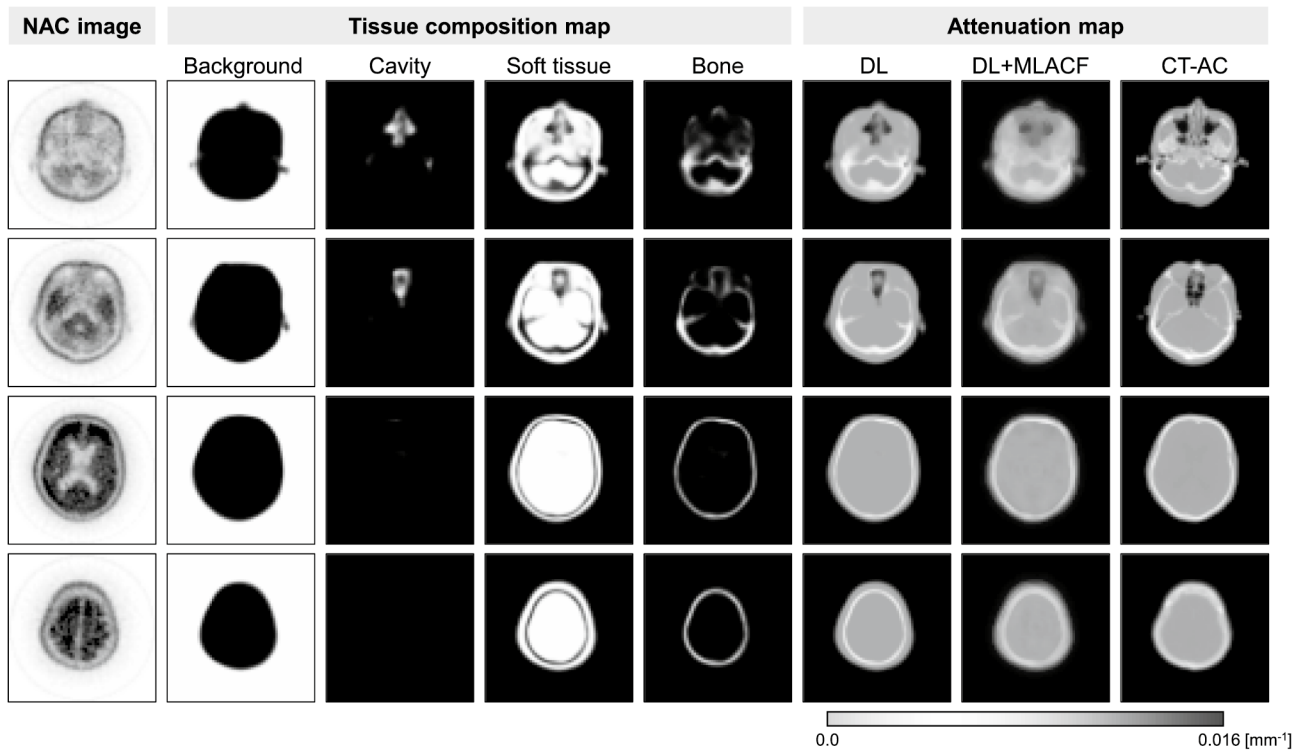 NAC image Tissue composition map Attenuation map
Background Cavity Soft tissue Bone DL DL+MLACF CT-AC
0.0 0.016 [mm⁻¹]